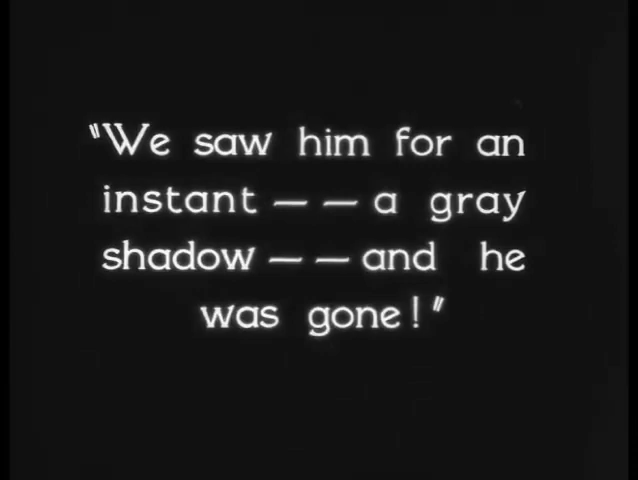 "We saw him for an
instant -- -- a gray
shadow -- -- and he
was gone!"